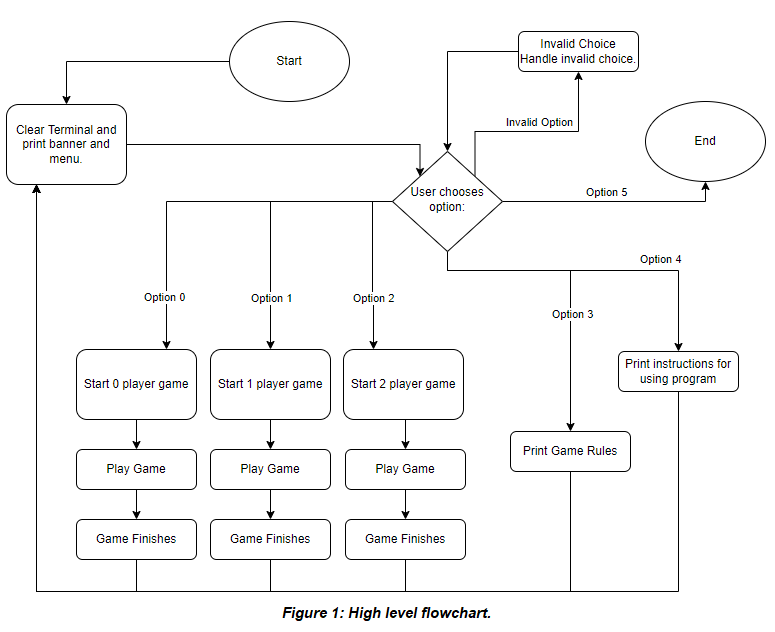 Start
Invalid Choice
Handle invalid choice.
Clear Terminal and
print banner and
menu.
Invalid Option
End
User chooses
option:
Option 5
Option 4
Option 0
Option 1
Option 2
Option 3
Start 0 player game
Start 1 player game
Start 2 player game
Print instructions for
using program
Print Game Rules
Play Game
Play Game
Play Game
Game Finishes
Game Finishes
Game Finishes
Figure 1: High level flowchart.